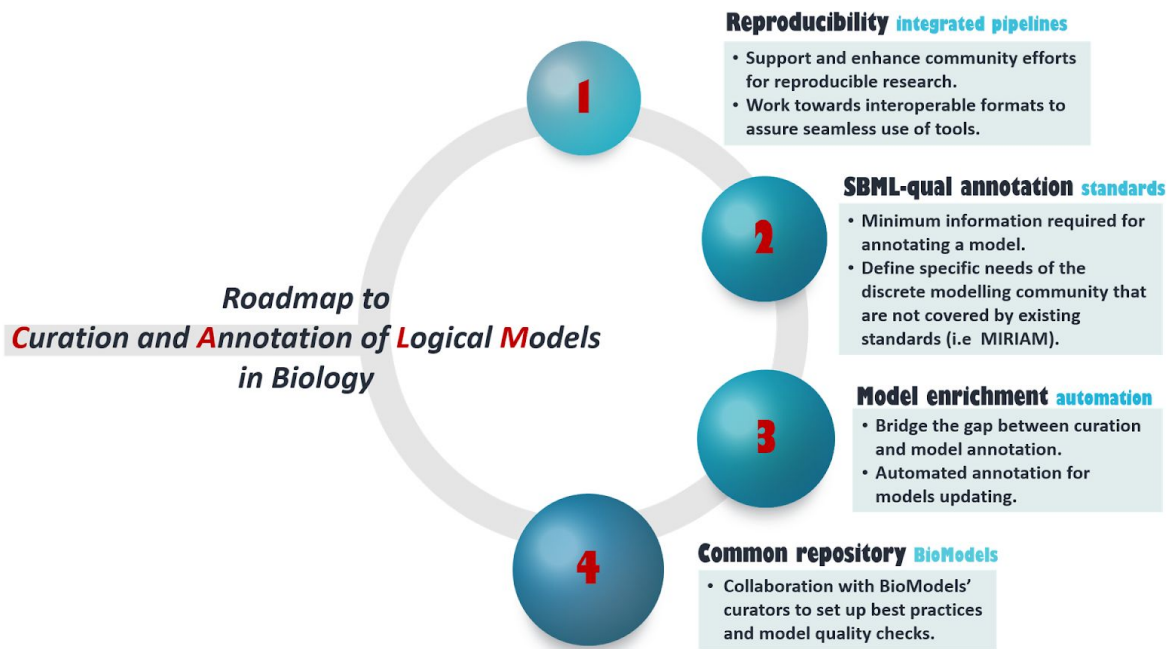 Reproducibility integrated pipelines
• Support and enhance community efforts
for reproducible research.
• Work towards interoperable formats to
assure seamless use of tools.
1
SBML-qual annotation standards
• Minimum information required for
annotating a model.
• Define specific needs of the
discrete modelling community that
are not covered by existing
standards (i.e MIRIAM).
2
Roadmap to
Curation and Annotation of Logical Models
in Biology
Model enrichment automation
• Bridge the gap between curation
and model annotation.
• Automated annotation for
models updating.
3
Common repository BioModels
• Collaboration with BioModels’
curators to set up best practices
and model quality checks.
4